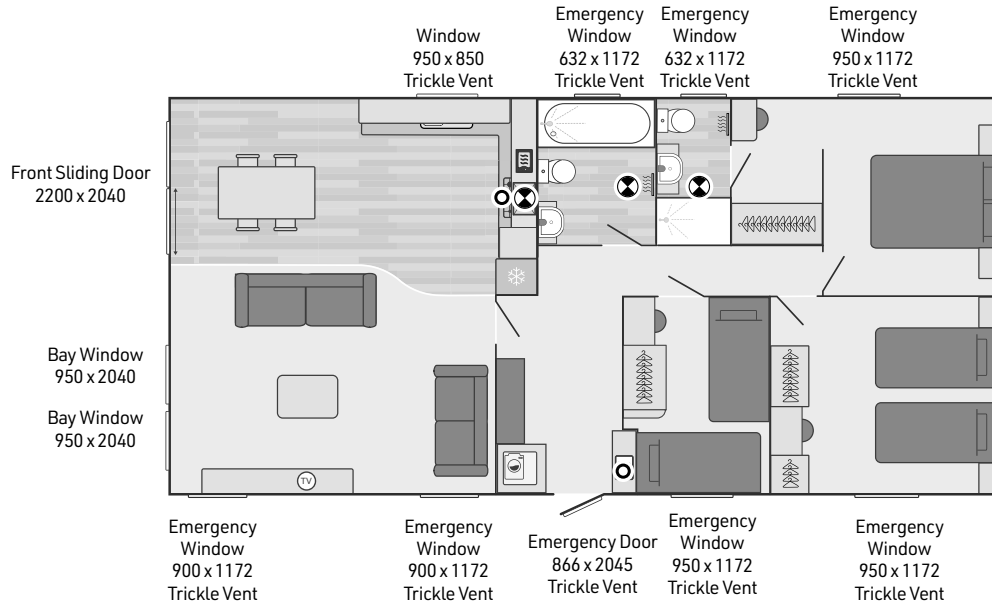 Window
950 x 850
Trickle Vent
Emergency
Window
632 x 1172
Trickle Vent
Emergency
Window
632 x 1172
Trickle Vent
Emergency
Window
950 x 1172
Trickle Vent
Front Sliding Door
2200 x 2040
Bay Window
950 x 2040
Bay Window
950 x 2040
TV
Emergency
Window
900 x 1172
Trickle Vent
Emergency
Window
900 x 1172
Trickle Vent
Emergency Door
866 x 2045
Trickle Vent
Emergency
Window
950 x 1172
Trickle Vent
Emergency
Window
950 x 1172
Trickle Vent